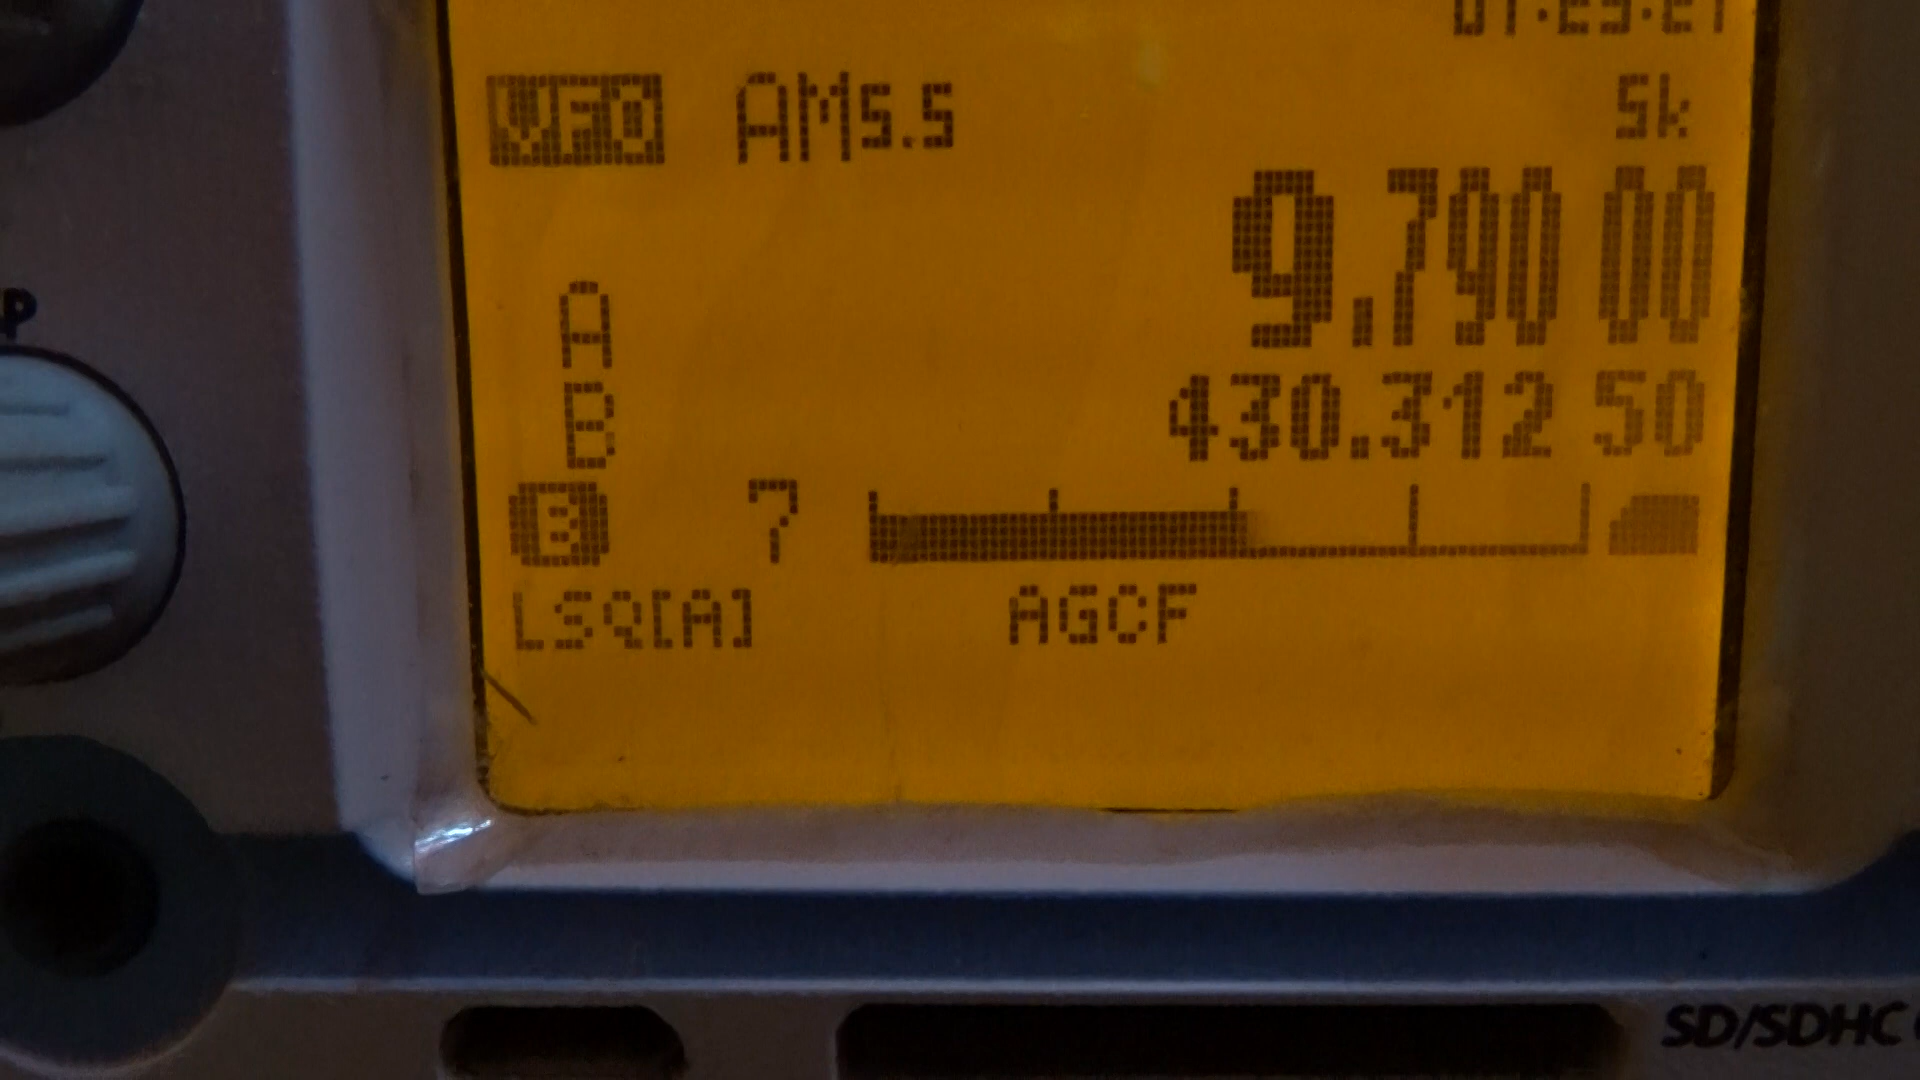 VFO AM5.5 5k
9.790 00
A
B 430.312 50
B 7
LSQ[A] AGCF
SD/SDHC